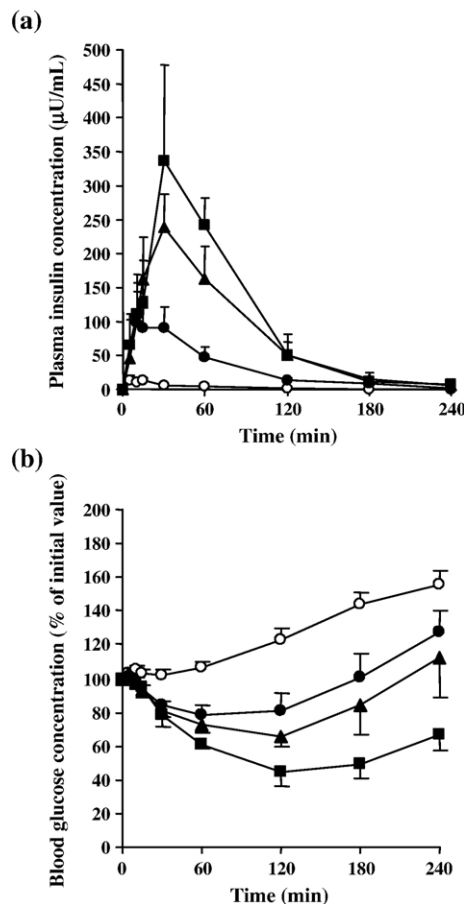 (a)
Plasma insulin concentration (µU/mL)
500
450
400
350
300
250
200
150
100
50
0
0 60 120 180 240
Time (min)
(b)
Blood glucose concentration (% of initial value)
200
180
160
140
120
100
80
60
40
20
0
0 60 120 180 240
Time (min)